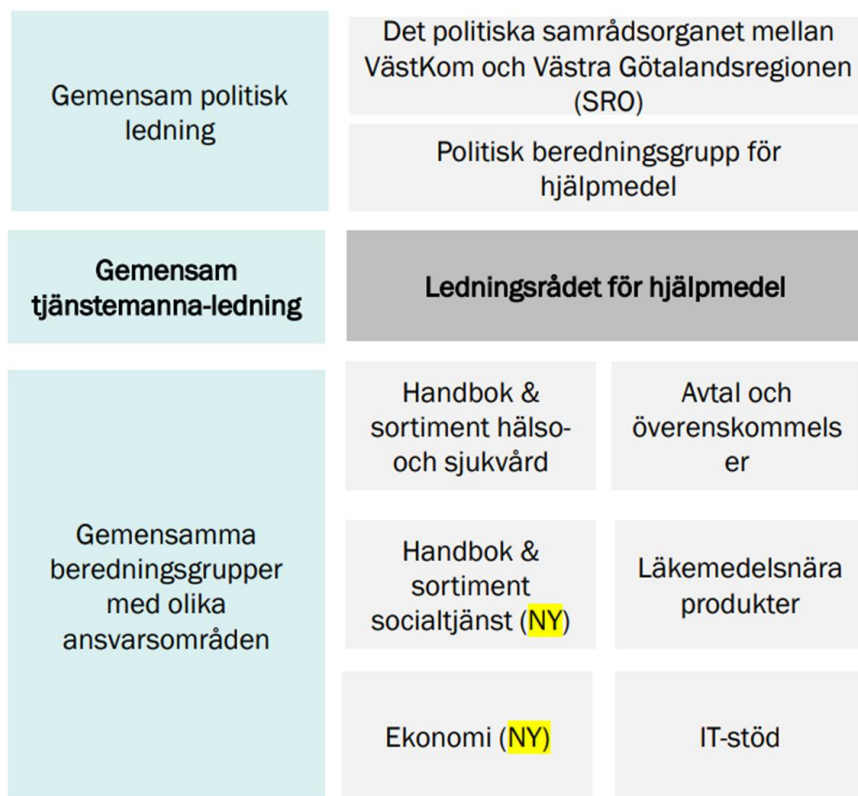 Gemensam politisk
ledning
Det politiska samrådsorganet mellan
VästKom och Västra Götalandsregionen
(SRO)
Politisk beredningsgrupp för
hjälpmedel
Gemensam
tjänstemanna-ledning
Ledningsrådet för hjälpmedel
Gemensamma
beredningsgrupper
med olika
ansvarsområden
Handbok &
sortiment hälso-
och sjukvård
Avtal och
överenskommels
er
Handbok &
sortiment
socialtjänst (NY)
Läkemedelsnära
produkter
Ekonomi (NY)
IT-stöd